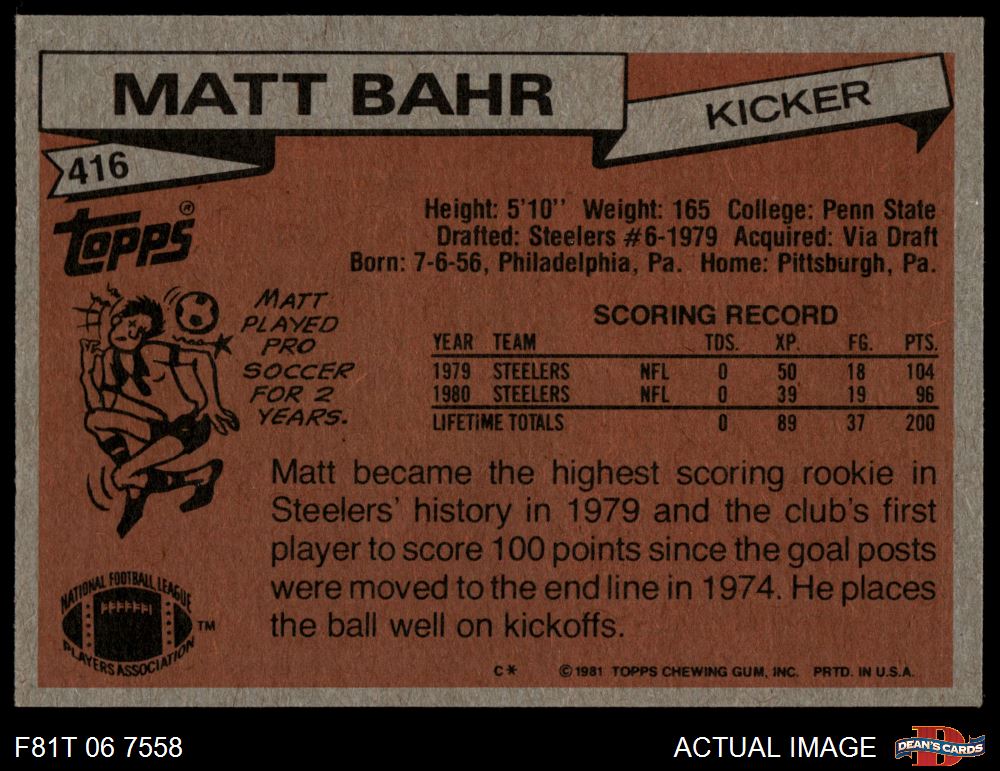 MATT BAHR
KICKER
416
TOPPS®
Height: 5'10'' Weight: 165 College: Penn State
Drafted: Steelers #6-1979 Acquired: Via Draft
Born: 7-6-56, Philadelphia, Pa. Home: Pittsburgh, Pa.
MATT
PLAYED
PRO
SOCCER
FOR 2
YEARS.
SCORING RECORD
YEAR TEAM TDS. XP. FG. PTS.
1979 STEELERS NFL 0 50 18 104
1980 STEELERS NFL 0 39 19 96
LIFETIME TOTALS 0 89 37 200
Matt became the highest scoring rookie in
Steelers' history in 1979 and the club's first
player to score 100 points since the goal posts
were moved to the end line in 1974. He places
the ball well on kickoffs.
NATIONAL FOOTBALL LEAGUE
PLAYERS ASSOCIATION
TM
C* ©1981 TOPPS CHEWING GUM, INC. PRTD. IN U.S.A.
F81T 06 7558
ACTUAL IMAGE
D
DEAN'S CARDS